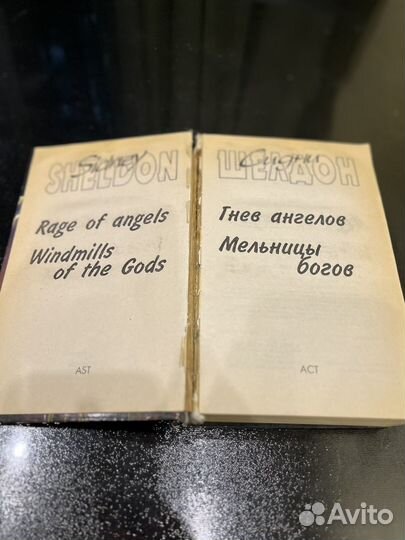 Sidney
SHELDON
Rage of angels
Windmills
of the Gods
AST
Сидни
ШЕЛДОН
Гнев ангелов
Мельницы
богов
АСТ
Avito